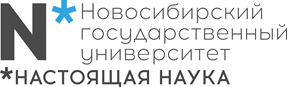 N* Новосибирский
государственный
университет
*НАСТОЯЩАЯ НАУКА